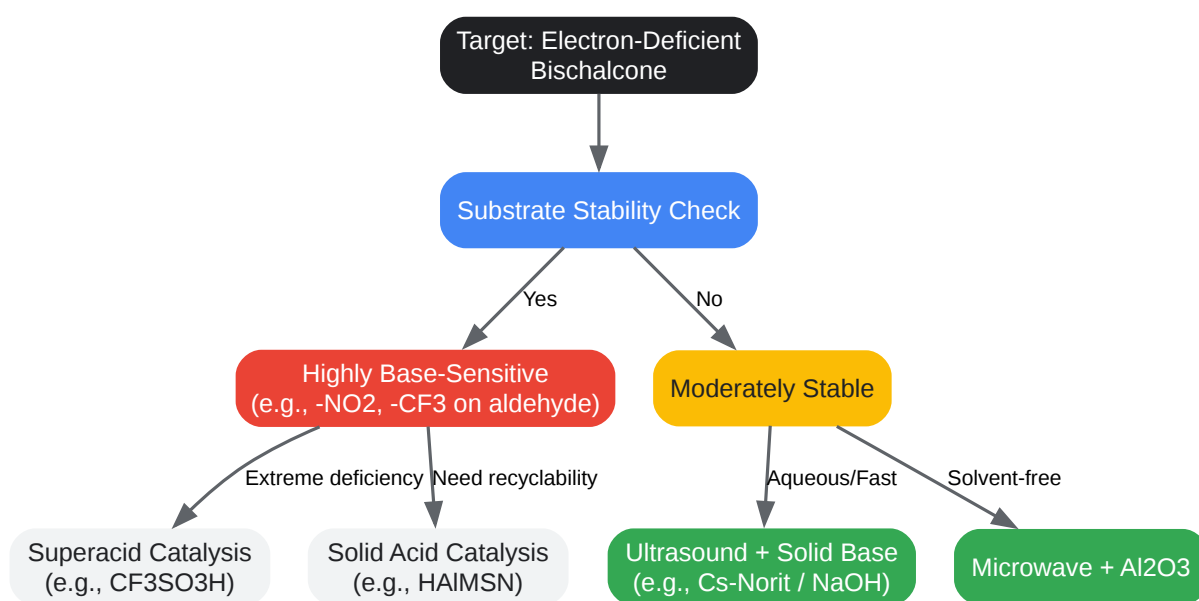 Target: Electron-Deficient
Bischalcone
Substrate Stability Check
Yes
No
Highly Base-Sensitive
(e.g., -NO2, -CF3 on aldehyde)
Moderately Stable
Extreme deficiency
Need recyclability
Aqueous/Fast
Solvent-free
Superacid Catalysis
(e.g., CF3SO3H)
Solid Acid Catalysis
(e.g., HAlMSN)
Ultrasound + Solid Base
(e.g., Cs-Norit / NaOH)
Microwave + Al2O3